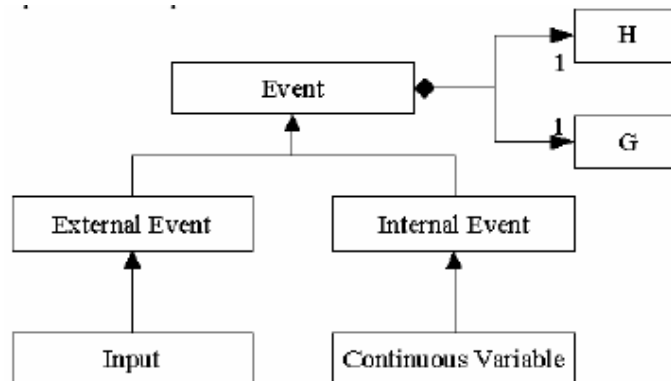 H
1
Event
1
G
External Event
Internal Event
Input
Continuous Variable